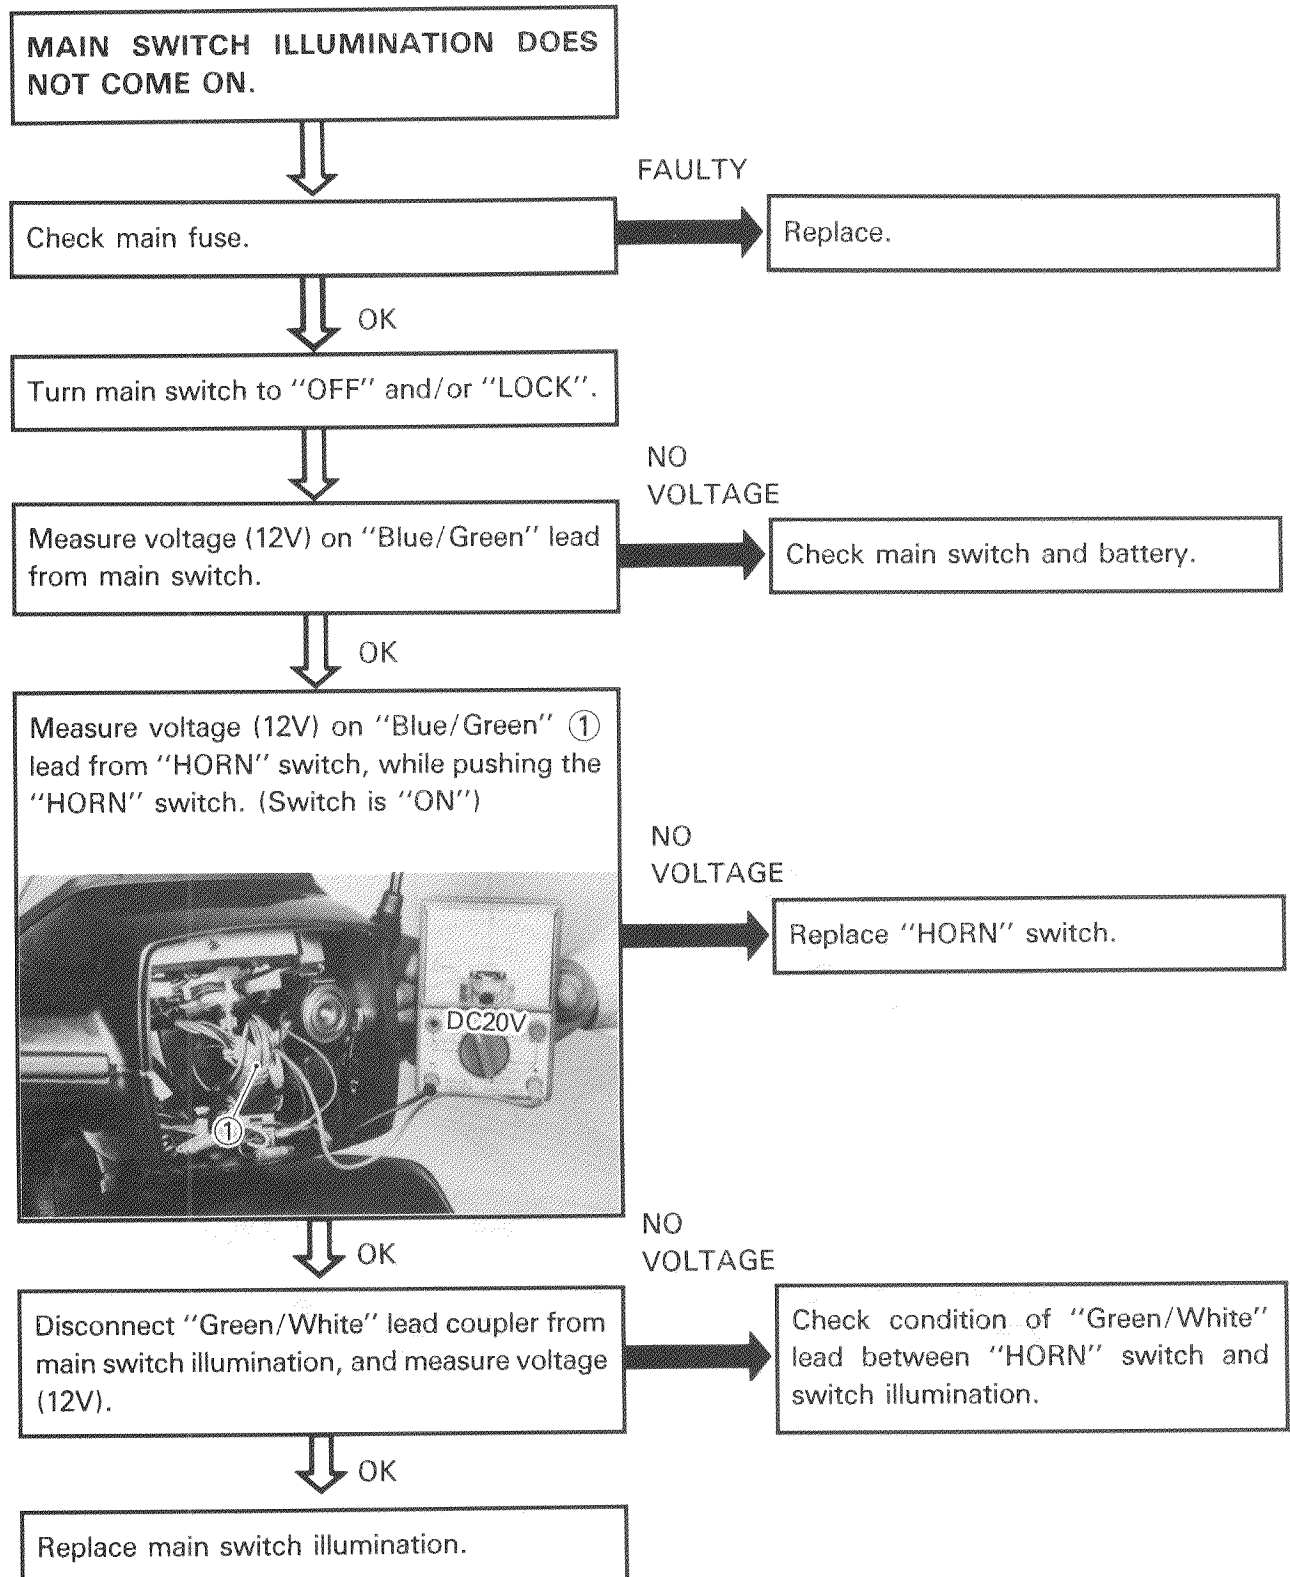 MAIN SWITCH ILLUMINATION DOES
NOT COME ON.
FAULTY
Check main fuse.
Replace.
OK
Turn main switch to "OFF" and/or "LOCK".
NO
VOLTAGE
Measure voltage (12V) on "Blue/Green" lead
from main switch.
Check main switch and battery.
OK
Measure voltage (12V) on "Blue/Green" ①
lead from "HORN" switch, while pushing the
"HORN" switch. (Switch is "ON")
NO
VOLTAGE
Replace "HORN" switch.
DC20V
①
OK
NO
VOLTAGE
Disconnect "Green/White" lead coupler from
main switch illumination, and measure voltage
(12V).
Check condition of "Green/White"
lead between "HORN" switch and
switch illumination.
OK
Replace main switch illumination.